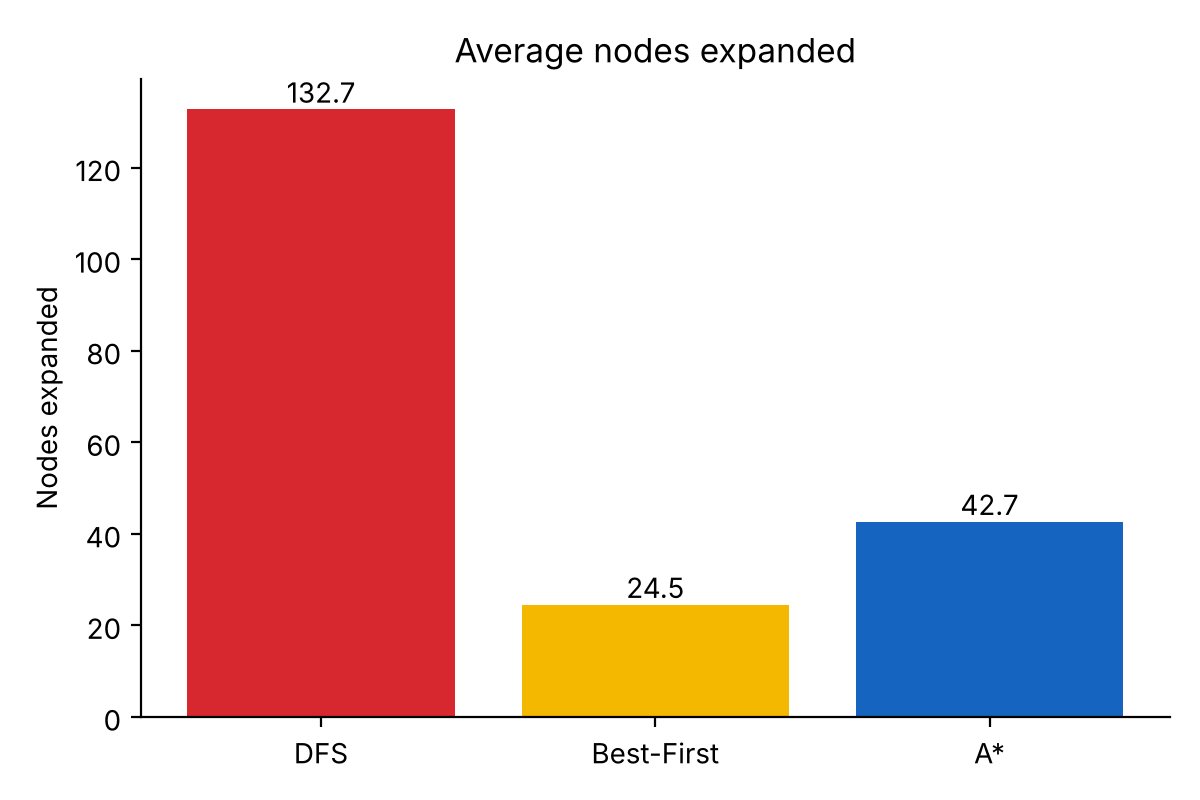 Average nodes expanded
132.7
120
100
80
60
40
20
0
Nodes expanded
24.5
42.7
DFS
Best-First
A*